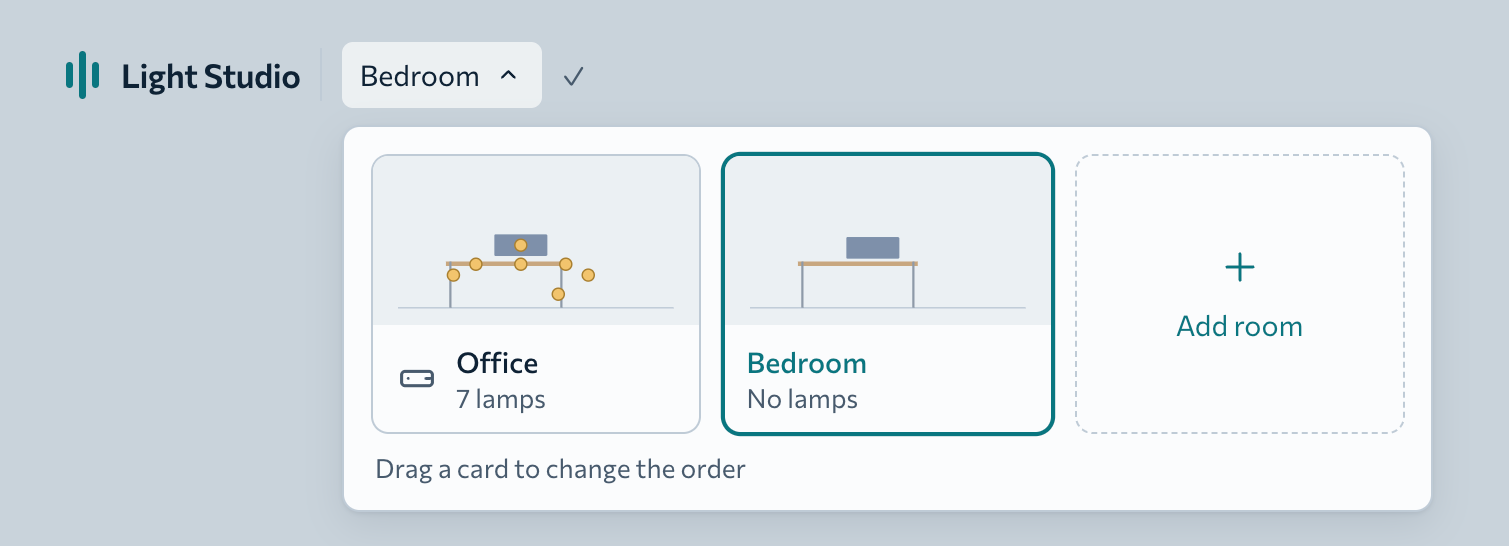 Light Studio
Bedroom
Office
7 lamps
Bedroom
No lamps
Add room
Drag a card to change the order